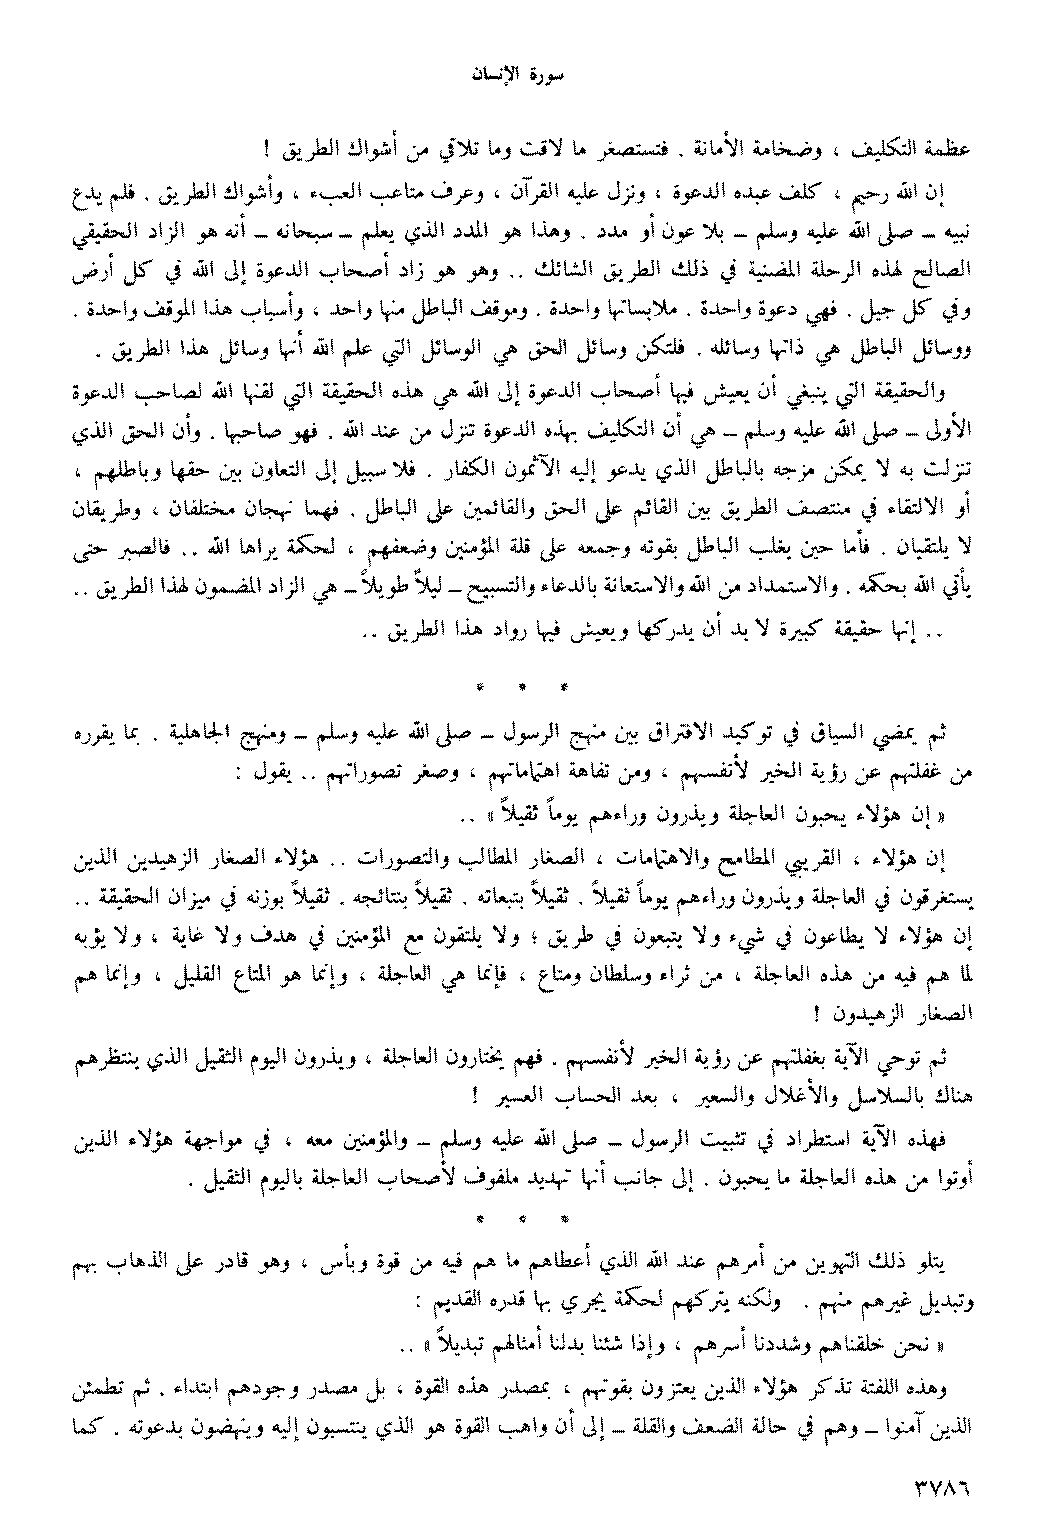 سورة الإنسان
عظمة التكليف ، وضخامة الأمانة . فتستصغر ما لاقت وما تلاقي من أشواك الطريق !
إن الله رحيم ، كلف عبده الدعوة ، ونزل عليه القرآن ، وعرف متاعب العبء ، وأشواك الطريق . فلم يدع
نبيه – صلى الله عليه وسلم – بلا عون أو مدد . وهذا هو المدد الذي يعلم – سبحانه – أنه هو الزاد الحقيقي
الصالح لهذه الرحلة المضنية في ذلك الطريق الشائك .. وهو هو زاد أصحاب الدعوة إلى الله في كل أرض
وفي كل جيل . فهي دعوة واحدة . ملابساتها واحدة . وموقف الباطل منها واحد ، وأسباب هذا الموقف واحدة .
ووسائل الباطل هي ذاتها وسائله . فلتكن وسائل الحق هي الوسائل التي علم الله أنها وسائل هذا الطريق .
والحقيقة التي ينبغي أن يعيش فيها أصحاب الدعوة إلى الله هي هذه الحقيقة التي لقنها الله لصاحب الدعوة
الأولى – صلى الله عليه وسلم – هي أن التكليف بهذه الدعوة تنزل من عند الله . فهو صاحبها . وأن الحق الذي
تنزلت به لا يمكن مزجه بالباطل الذي يدعو إليه الآثمون الكفار . فلا سبيل إلى التعاون بين حقها وباطلهم ،
أو الالتقاء في منتصف الطريق بين القائم على الحق والقائمين على الباطل . فهما نهجان مختلفان ، وطريقان
لا يلتقيان . فأما حين يغلب الباطل بقوته وجمعه على قلة المؤمنين وضعفهم ، لحكمة يراها الله .. فالصبر حتى
يأتي الله بحكمه . والاستمداد من الله والاستعانة بالدعاء والتسبيح – ليلاً طويلاً – هي الزاد المضمون لهذا الطريق ..
.. إنها حقيقة كبيرة لا بد أن يدركها ويعيش فيها رواد هذا الطريق ..
* * *
ثم يمضي السياق في توكيد الافتراق بين منهج الرسول – صلى الله عليه وسلم – ومنهج الجاهلية . بما يقوره
من غفلتهم عن رؤية الخير لأنفسهم ، ومن تفاهة اهتماماتهم ، وصغر تصوراتهم .. يقول :
« إن هؤلاء يحبون العاجلة ويذرون وراءهم يوماً ثقيلاً » ..
إن هؤلاء ، القريبي المطامح والاهتمامات ، الصغار المطالب والتصورات .. هؤلاء الصغار الزهيدين الذين
يستغرقون في العاجلة ويذرون وراءهم يوماً ثقيلاً . ثقيلاً بتبعاته . ثقيلاً بنتائجه . ثقيلاً بوزنه في ميزان الحقيقة ..
إن هؤلاء لا يطاعون في شيء ولا يتبعون في طريق ؛ ولا يلتقون مع المؤمنين في هدف ولا غاية ، ولا يؤبه
لما هم فيه من هذه العاجلة ، من ثراء وسلطان ومتاع ، فإنما هي العاجلة ، وإنما هو المتاع القليل ، وإنما هم
الصغار الزهيدون !
ثم توحي الآية بغفلتهم عن رؤية الخير لأنفسهم . فهم يختارون العاجلة ، ويذرون اليوم الثقيل الذي ينتظرهم
هناك بالسلاسل والأغلال والسعير ، بعد الحساب العسير !
فهذه الآية استطراد في تثبيت الرسول – صلى الله عليه وسلم – والمؤمنين معه ، في مواجهة هؤلاء الذين
أوتوا من هذه العاجلة ما يحبون . إلى جانب أنها تهديد ملفوف لأصحاب العاجلة باليوم الثقيل .
* * *
يتلو ذلك التهوين من أمرهم عند الله الذي أعطاهم ما هم فيه من قوة وبأس ، وهو قادر على الذهاب بهم
وتبديل غيرهم منهم . ولكنه يتركهم لحكمة يجري بها قدره القديم :
« نحن خلقناهم وشددنا أسرهم ، وإذا شئنا بدلنا أمثالهم تبديلاً » ..
وهذه اللفتة تذكر هؤلاء الذين يعتزون بقوتهم ، بمصدر هذه القوة ، بل مصدر وجودهم ابتداء . ثم تطمئن
الذين آمنوا – وهم في حالة الضعف والقلة – إلى أن واهب القوة هو الذي ينتسبون إليه وينهضون بدعوته . كما
٣٧٨٦